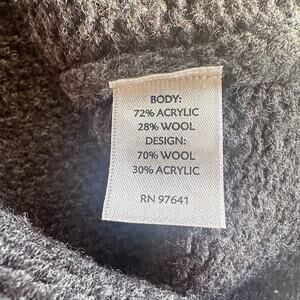 BODY:
72% ACRYLIC
28% WOOL
DESIGN:
70% WOOL
30% ACRYLIC
RN 97641